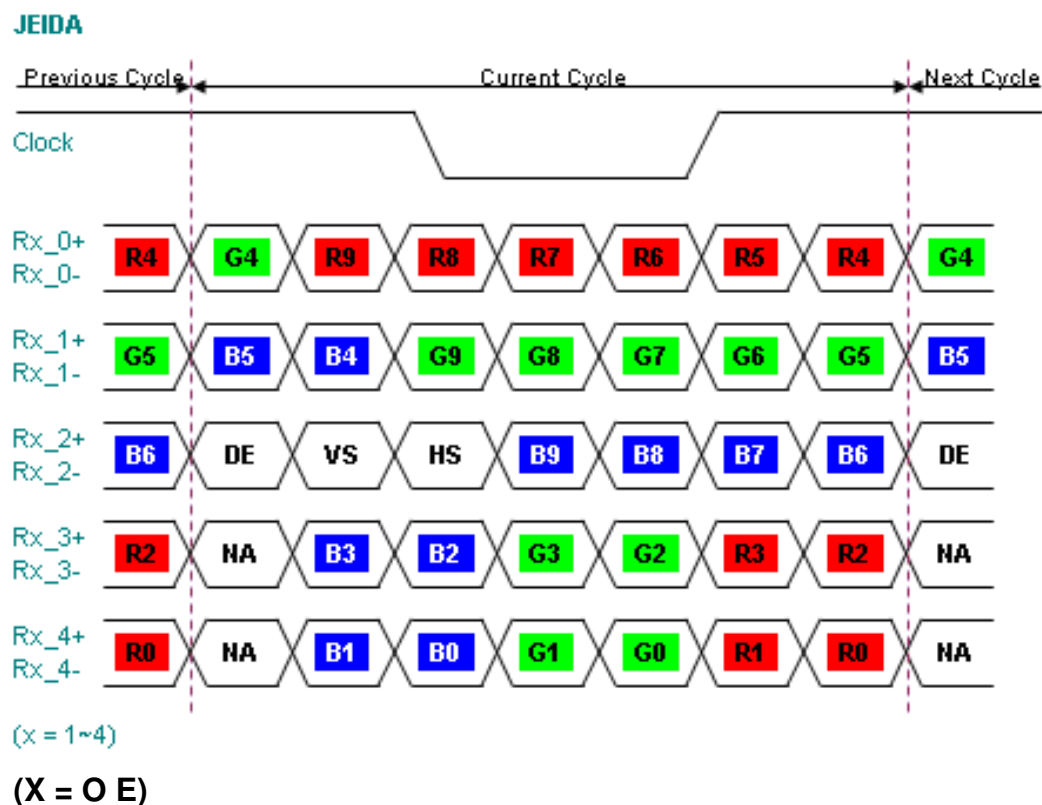 JEIDA
Previous Cycle Current Cycle Next Cycle
Clock
Rx_0+
Rx_0-
R4 G4 R9 R8 R7 R6 R5 R4 G4
Rx_1+
Rx_1-
G5 B5 B4 G9 G8 G7 G6 G5 B5
Rx_2+
Rx_2-
B6 DE VS HS B9 B8 B7 B6 DE
Rx_3+
Rx_3-
R2 NA B3 B2 G3 G2 R3 R2 NA
Rx_4+
Rx_4-
R0 NA B1 B0 G1 G0 R1 R0 NA
(x = 1~4)
(X = O E)